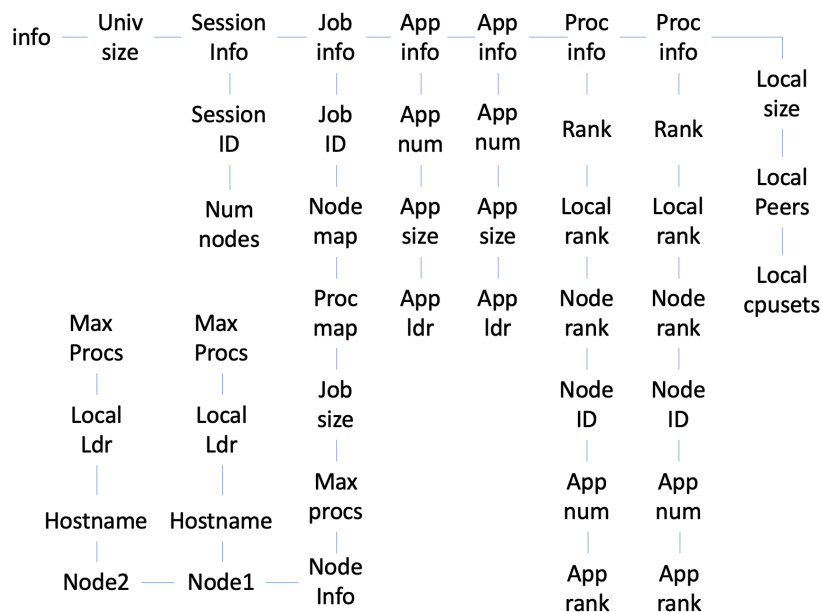 info
Univ
size
Session
Info
Job
info
App
info
App
info
Proc
info
Proc
info
Local
size
Local
Peers
Local
cpusets
Session
ID
Num
nodes
Job
ID
Node
map
Proc
map
Job
size
Max
procs
Node
Info
App
num
App
size
App
ldr
App
num
App
size
App
ldr
Rank
Local
rank
Node
rank
Node
ID
App
num
App
rank
Rank
Local
rank
Node
rank
Node
ID
App
num
App
rank
Max
Procs
Local
Ldr
Hostname
Node2
Max
Procs
Local
Ldr
Hostname
Node1